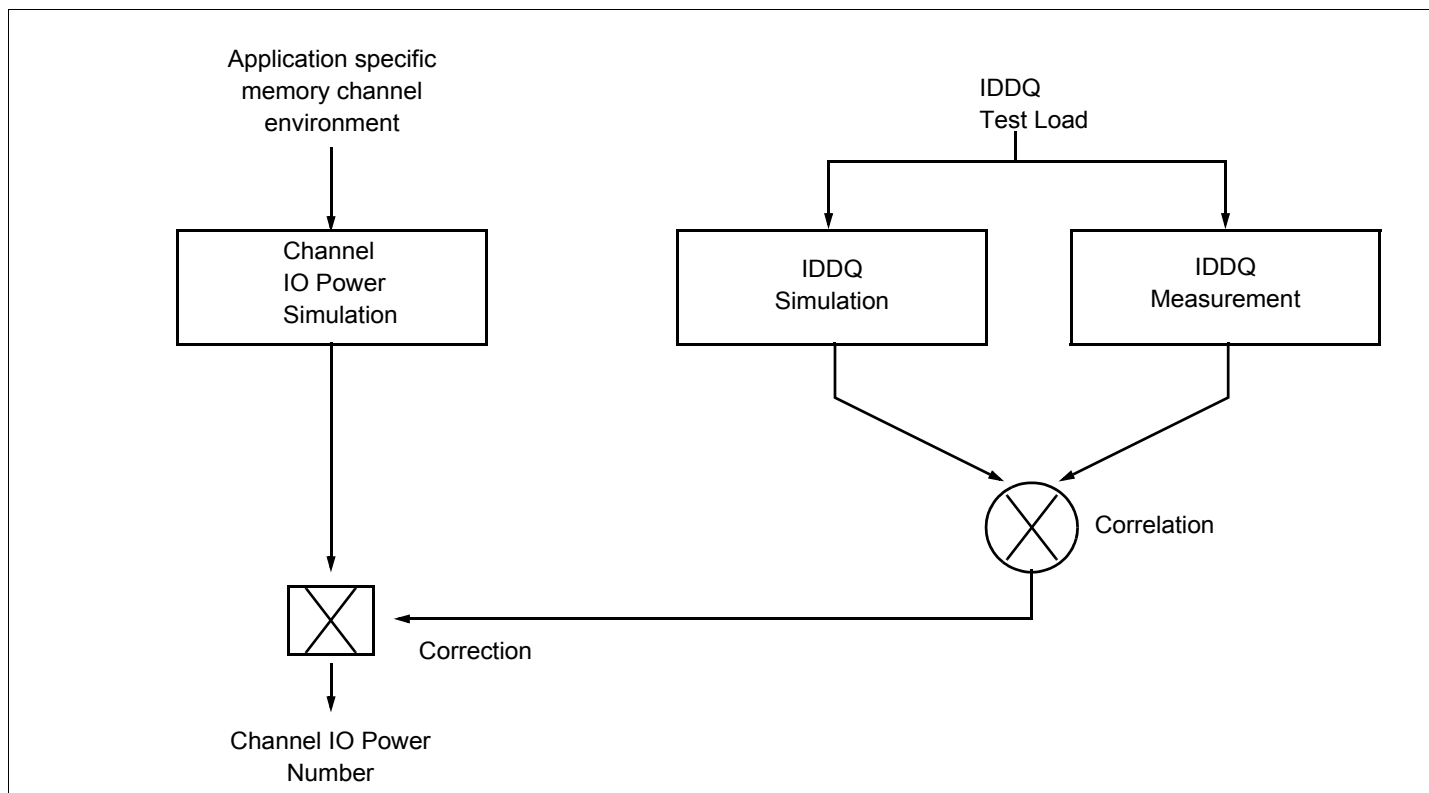 Application specific
memory channel
environment
IDDQ
Test Load
Channel
IO Power
Simulation
IDDQ
Simulation
IDDQ
Measurement
Correlation
Correction
Channel IO Power
Number